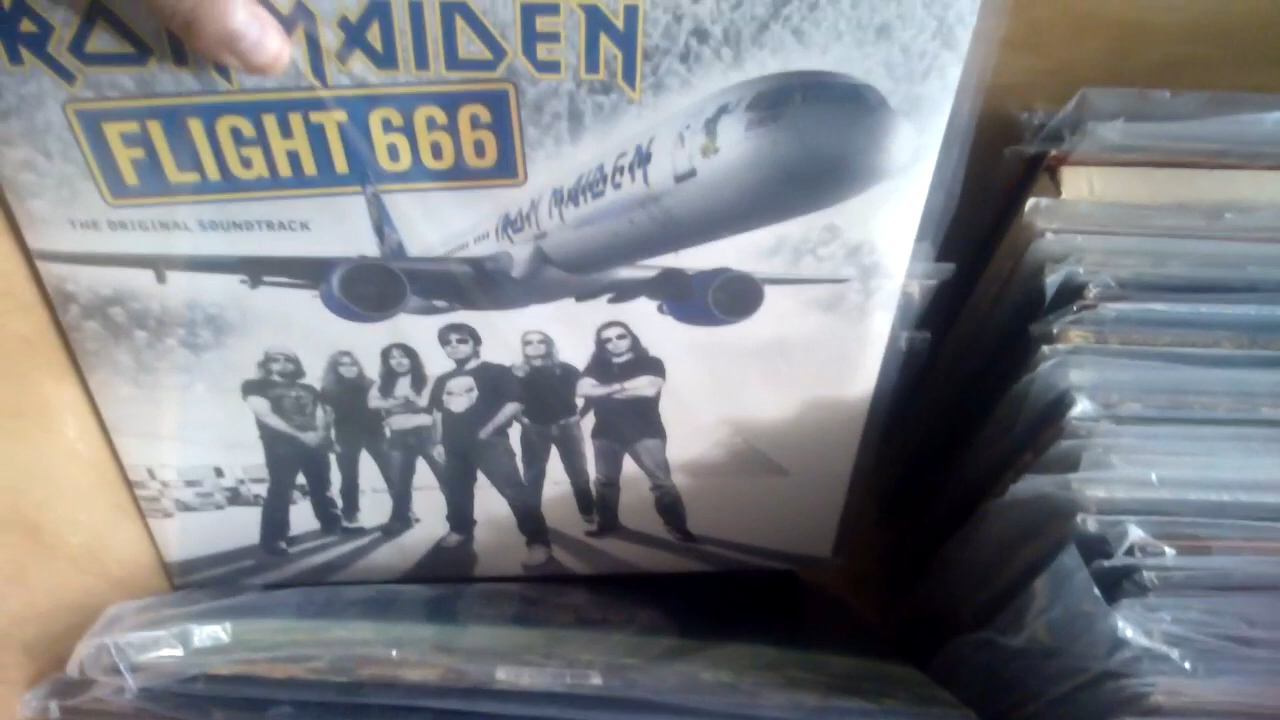 IRON MAIDEN
FLIGHT 666
THE ORIGINAL SOUNDTRACK
IRON MAIDEN